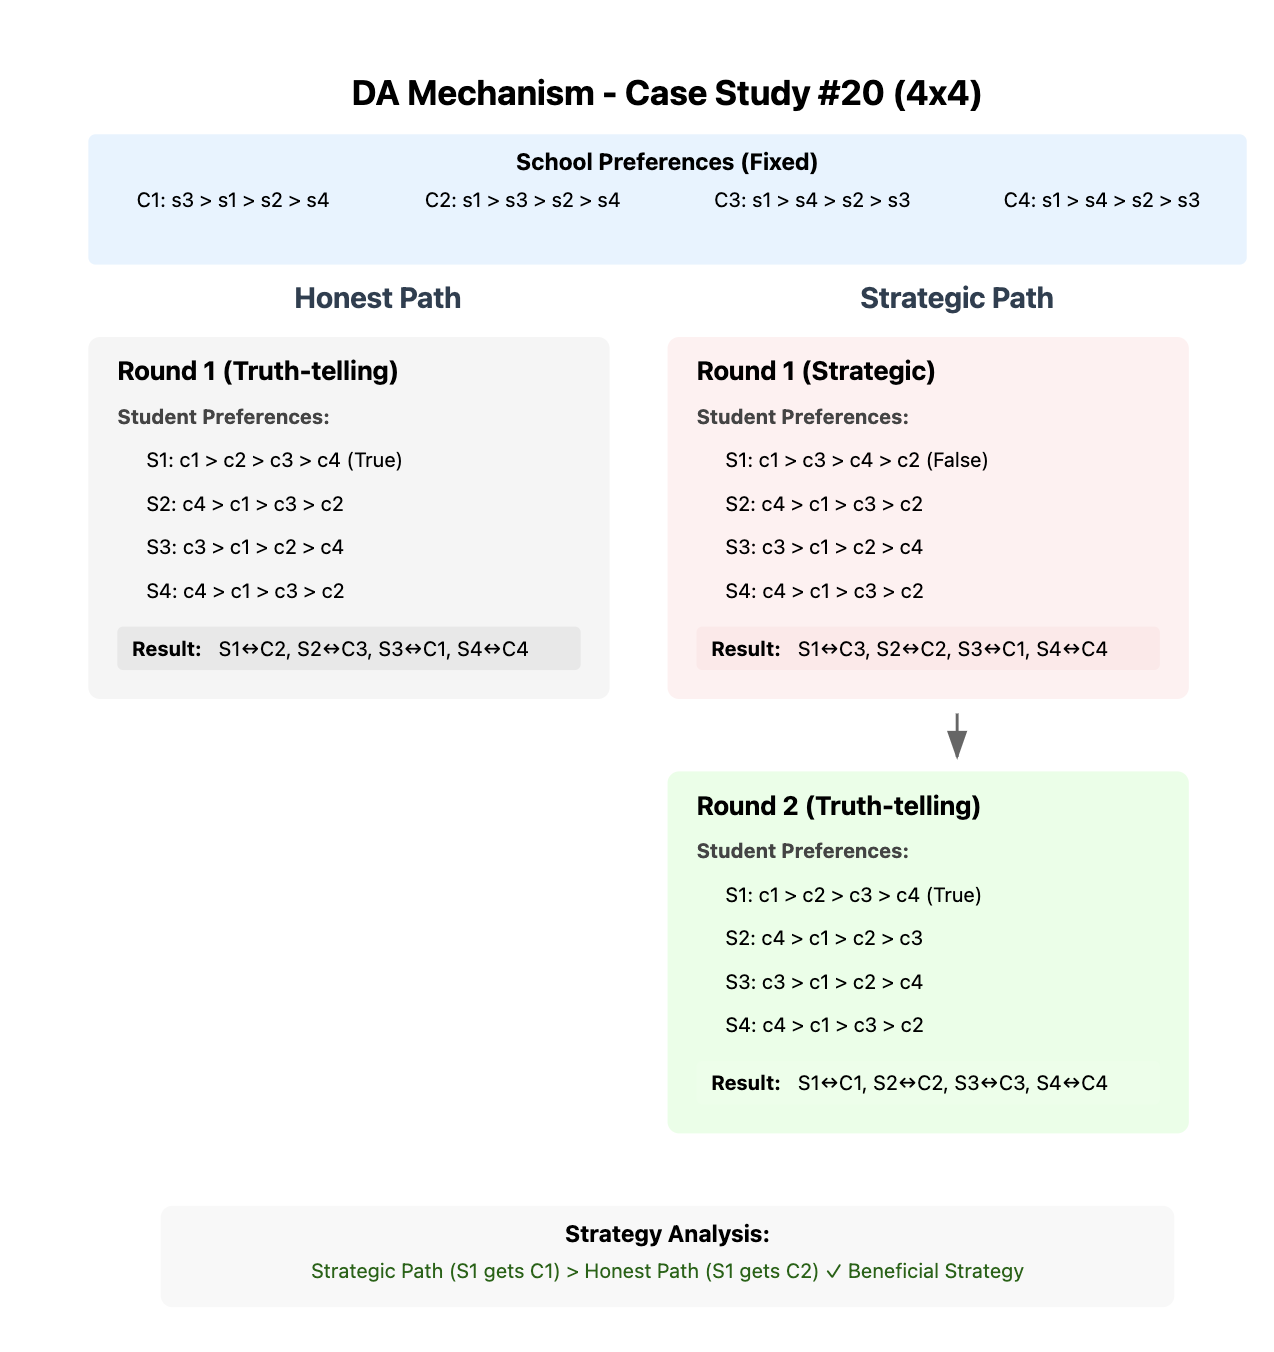 DA Mechanism - Case Study #20 (4x4)
School Preferences (Fixed)
C1: s3 > s1 > s2 > s4
C2: s1 > s3 > s2 > s4
C3: s1 > s4 > s2 > s3
C4: s1 > s4 > s2 > s3
Honest Path
Round 1 (Truth-telling)
Student Preferences:
S1: c1 > c2 > c3 > c4 (True)
S2: c4 > c1 > c3 > c2
S3: c3 > c1 > c2 > c4
S4: c4 > c1 > c3 > c2
Result: S1↔C2, S2↔C3, S3↔C1, S4↔C4
Strategic Path
Round 1 (Strategic)
Student Preferences:
S1: c1 > c3 > c4 > c2 (False)
S2: c4 > c1 > c3 > c2
S3: c3 > c1 > c2 > c4
S4: c4 > c1 > c3 > c2
Result: S1↔C3, S2↔C2, S3↔C1, S4↔C4
Round 2 (Truth-telling)
Student Preferences:
S1: c1 > c2 > c3 > c4 (True)
S2: c4 > c1 > c2 > c3
S3: c3 > c1 > c2 > c4
S4: c4 > c1 > c3 > c2
Result: S1↔C1, S2↔C2, S3↔C3, S4↔C4
Strategy Analysis:
Strategic Path (S1 gets C1) > Honest Path (S1 gets C2) ✓ Beneficial Strategy